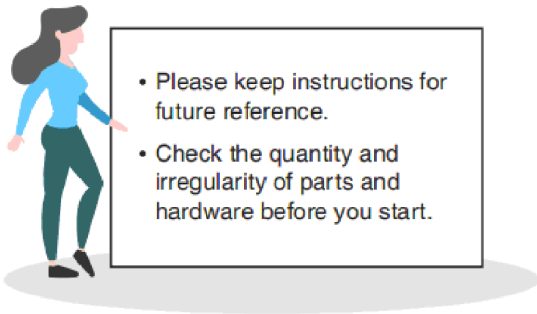 • Please keep instructions for
future reference.
• Check the quantity and
irregularity of parts and
hardware before you start.